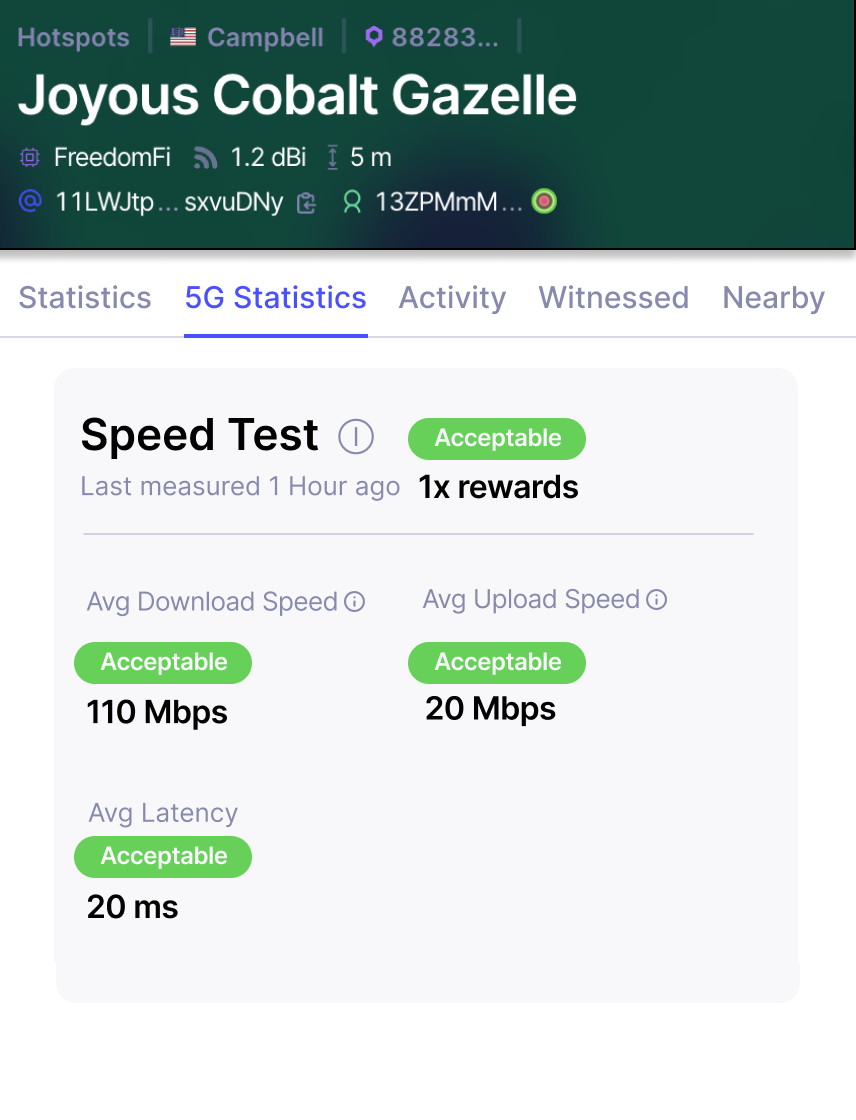 Hotspots Campbell 88283...
Joyous Cobalt Gazelle
FreedomFi 1.2 dBi 5 m
11LWJtp...sxvuDNy 13ZPMmM...
Statistics 5G Statistics Activity Witnessed Nearby
Speed Test Acceptable
Last measured 1 Hour ago 1x rewards
Avg Download Speed Avg Upload Speed
Acceptable Acceptable
110 Mbps 20 Mbps
Avg Latency
Acceptable
20 ms